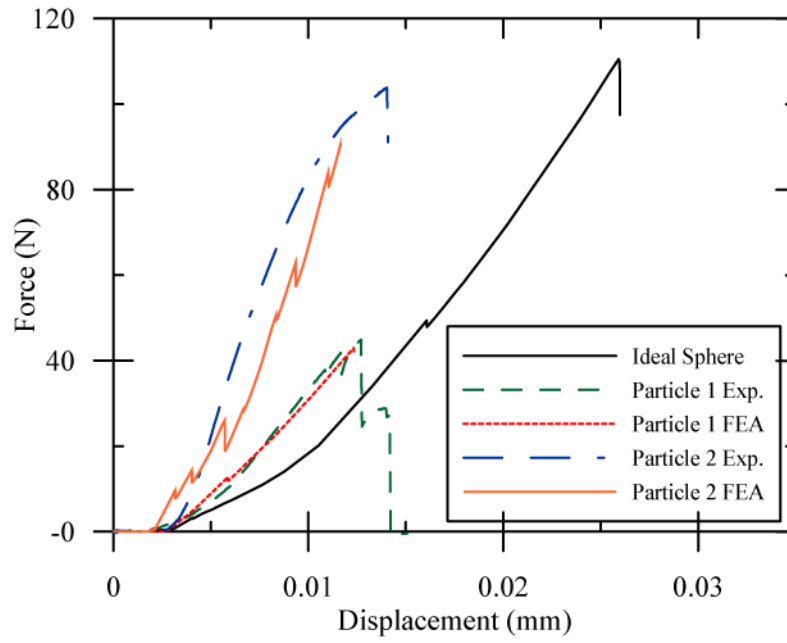 120
80
40
-0
Force (N)
0
0.01
0.02
0.03
Displacement (mm)
Ideal Sphere
Particle 1 Exp.
Particle 1 FEA
Particle 2 Exp.
Particle 2 FEA